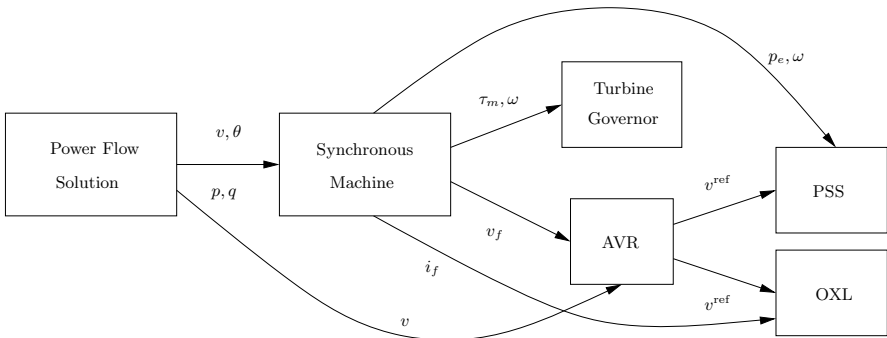 p_e, ω
Turbine
Governor
τ_m, ω
v, θ
Power Flow
Solution
Synchronous
Machine
p, q
v^ref
PSS
v_f
AVR
i_f
OXL
v^ref
v